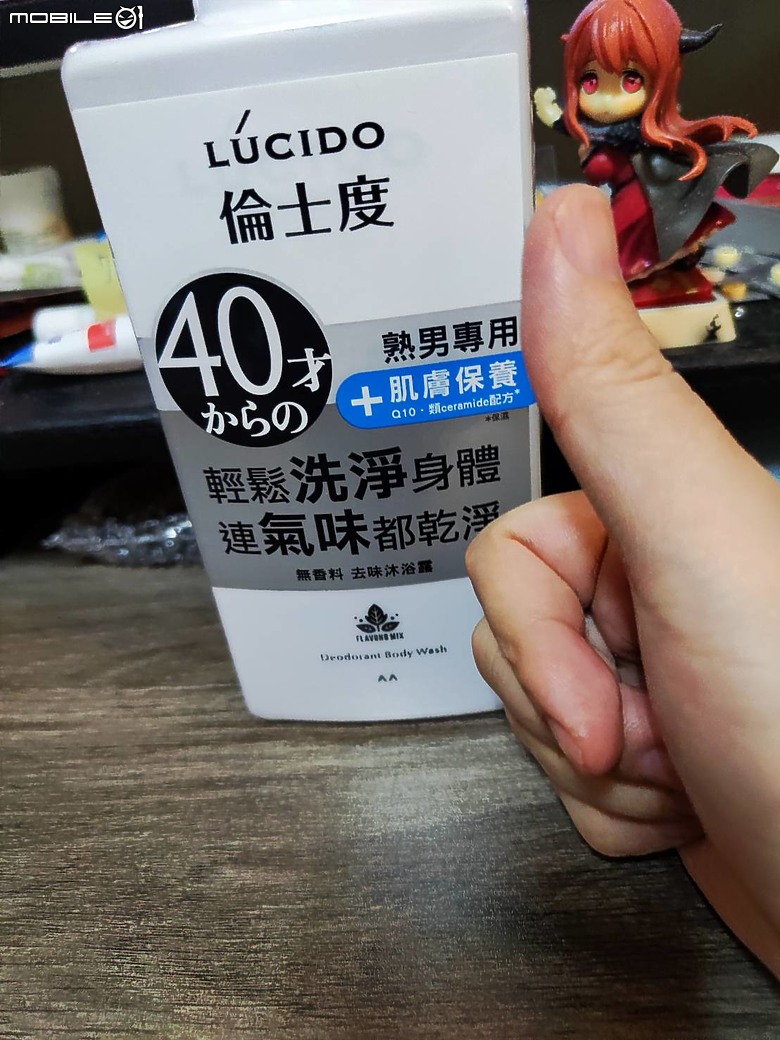 MOBILE01
LÚCIDO
倫士度
40才
からの
熟男專用
+肌膚保養
Q10・類ceramide配方*
*保濕
輕鬆洗淨身體
連氣味都乾淨
無香料 去味沐浴露
FLAVONO MIX
Deodorant Body Wash
AA